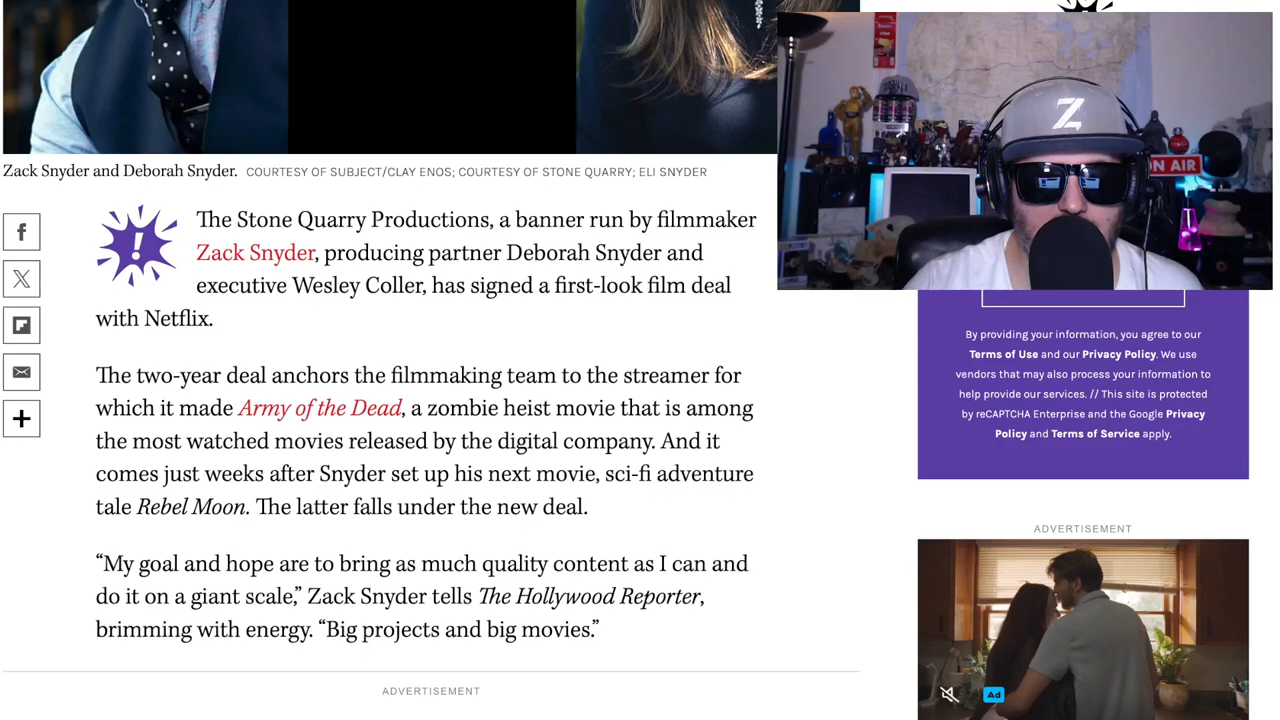 Zack Snyder and Deborah Snyder. COURTESY OF SUBJECT/CLAY ENOS; COURTESY OF STONE QUARRY; ELI SNYDER
The Stone Quarry Productions, a banner run by filmmaker
Zack Snyder, producing partner Deborah Snyder and
executive Wesley Coller, has signed a first-look film deal
with Netflix.
The two-year deal anchors the filmmaking team to the streamer for
which it made Army of the Dead, a zombie heist movie that is among
the most watched movies released by the digital company. And it
comes just weeks after Snyder set up his next movie, sci-fi adventure
tale Rebel Moon. The latter falls under the new deal.
“My goal and hope are to bring as much quality content as I can and
do it on a giant scale,” Zack Snyder tells The Hollywood Reporter,
brimming with energy. “Big projects and big movies.”
ADVERTISEMENT
Z
ON AIR
By providing your information, you agree to our
Terms of Use and our Privacy Policy. We use
vendors that may also process your information to
help provide our services. // This site is protected
by reCAPTCHA Enterprise and the Google Privacy
Policy and Terms of Service apply.
ADVERTISEMENT
Ad